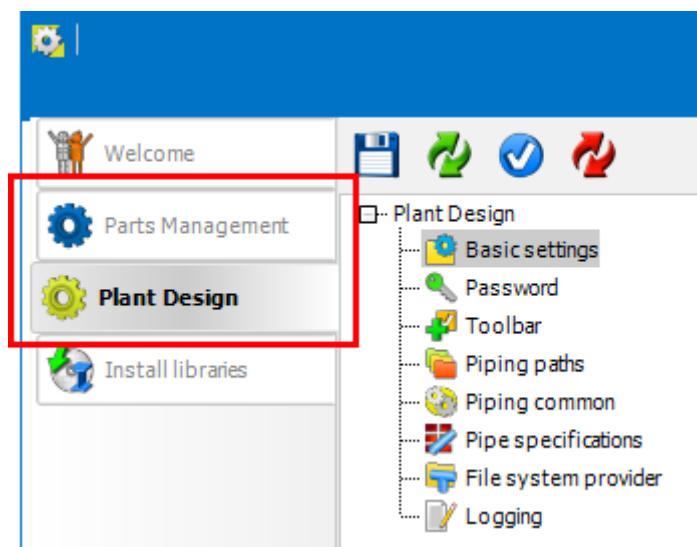 Welcome
Parts Management
Plant Design
Install libraries
Plant Design
Basic settings
Password
Toolbar
Piping paths
Piping common
Pipe specifications
File system provider
Logging